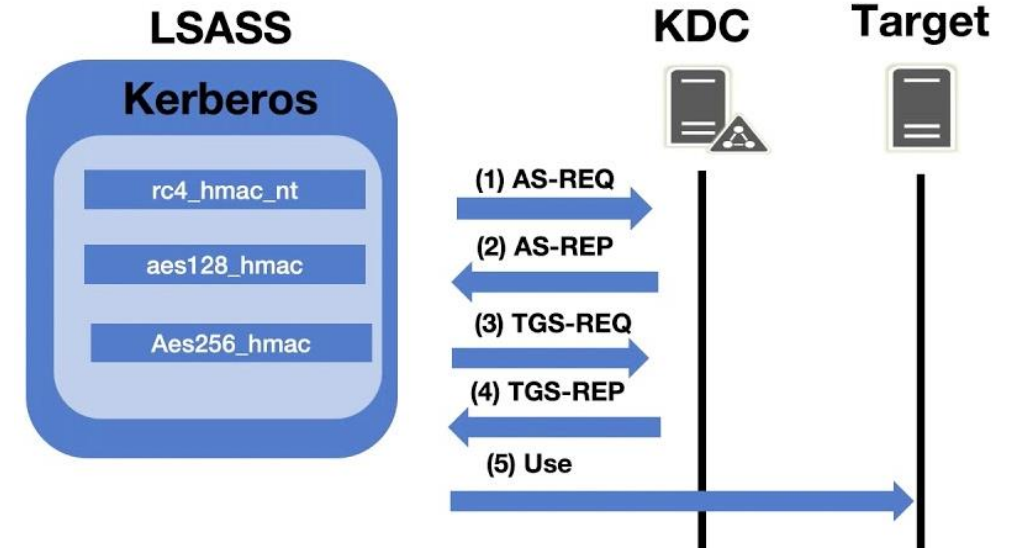 LSASS
KDC
Target
Kerberos
rc4_hmac_nt
aes128_hmac
Aes256_hmac
(1) AS-REQ
(2) AS-REP
(3) TGS-REQ
(4) TGS-REP
(5) Use